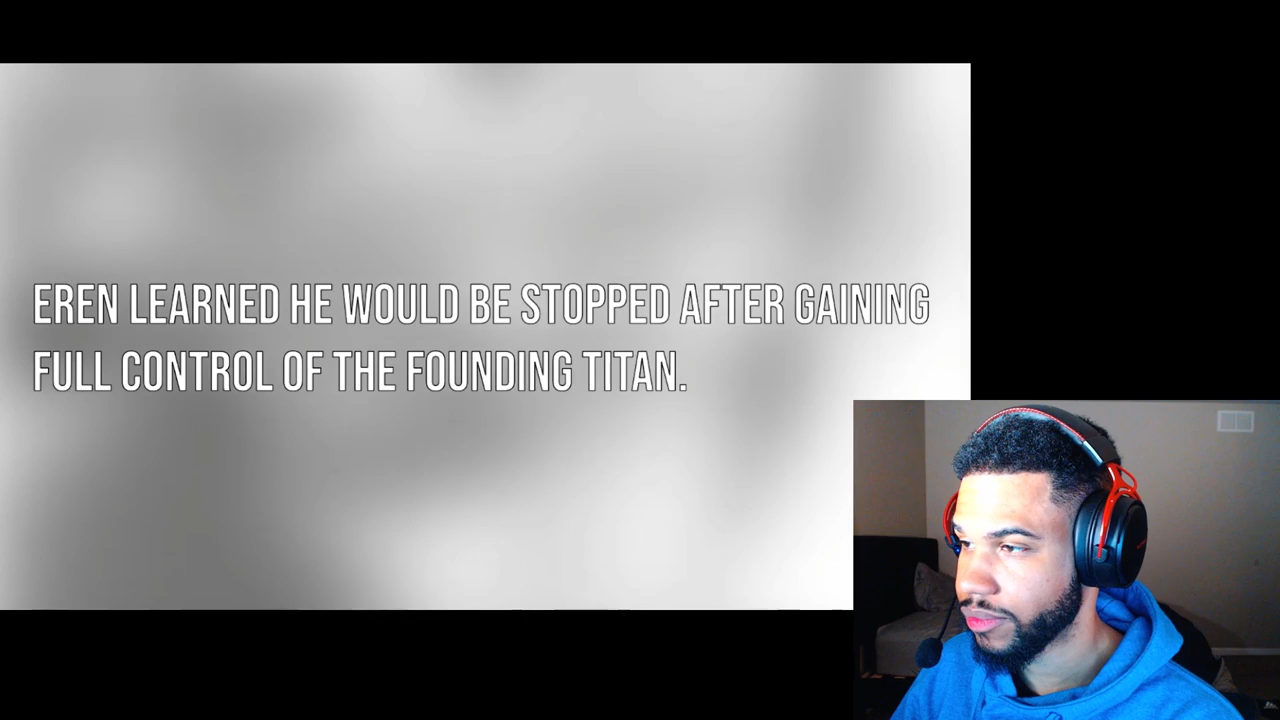 EREN LEARNED HE WOULD BE STOPPED AFTER GAINING
FULL CONTROL OF THE FOUNDING TITAN.